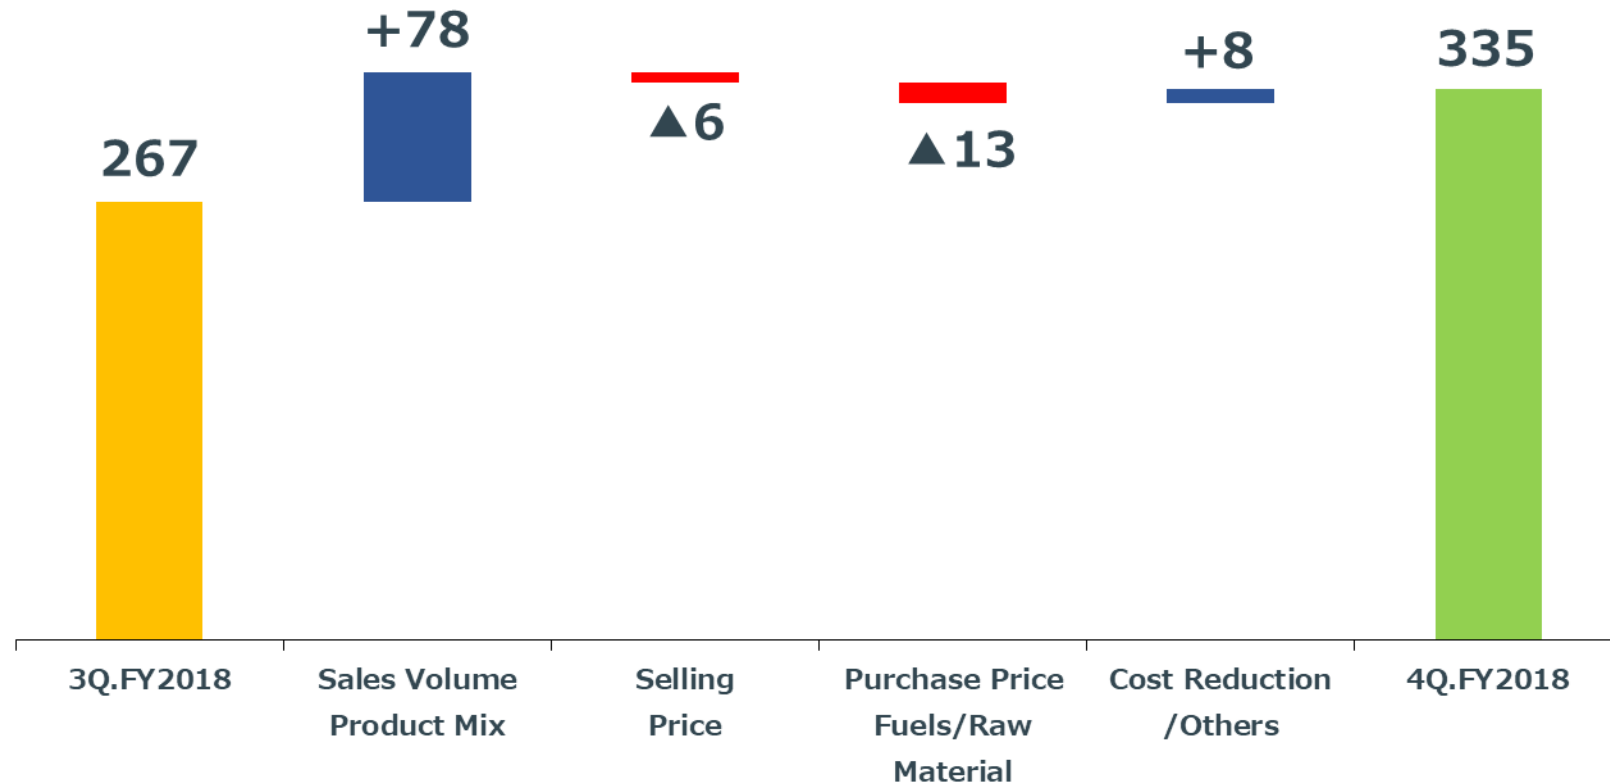 +78
+8
335
▲6
▲13
267
3Q.FY2018
Sales Volume
Product Mix
Selling
Price
Purchase Price
Fuels/Raw
Material
Cost Reduction
/Others
4Q.FY2018